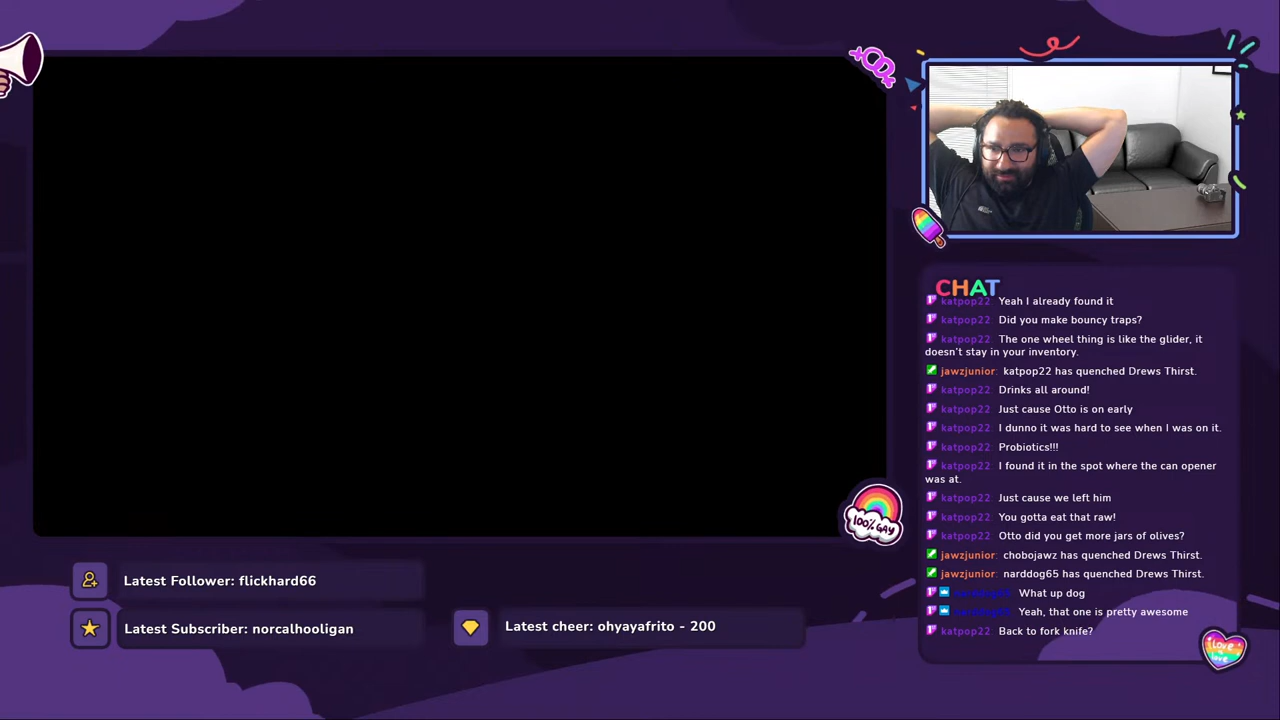 100% GAY
Latest Follower: flickhard66
Latest Subscriber: norcalhooligan
Latest cheer: ohyayafrito - 200
CHAT
katpop22: Yeah I already found it
katpop22: Did you make bouncy traps?
katpop22: The one wheel thing is like the glider, it
doesn't stay in your inventory.
jawzjunior: katpop22 has quenched Drews Thirst.
katpop22: Drinks all around!
katpop22: Just cause Otto is on early
katpop22: I dunno it was hard to see when I was on it.
katpop22: Probiotics!!!
katpop22: I found it in the spot where the can opener
was at.
katpop22: Just cause we left him
katpop22: You gotta eat that raw!
katpop22: Otto did you get more jars of olives?
jawzjunior: chobojawz has quenched Drews Thirst.
jawzjunior: narddog65 has quenched Drews Thirst.
narddog65: What up dog
narddog65: Yeah, that one is pretty awesome
katpop22: Back to fork knife?